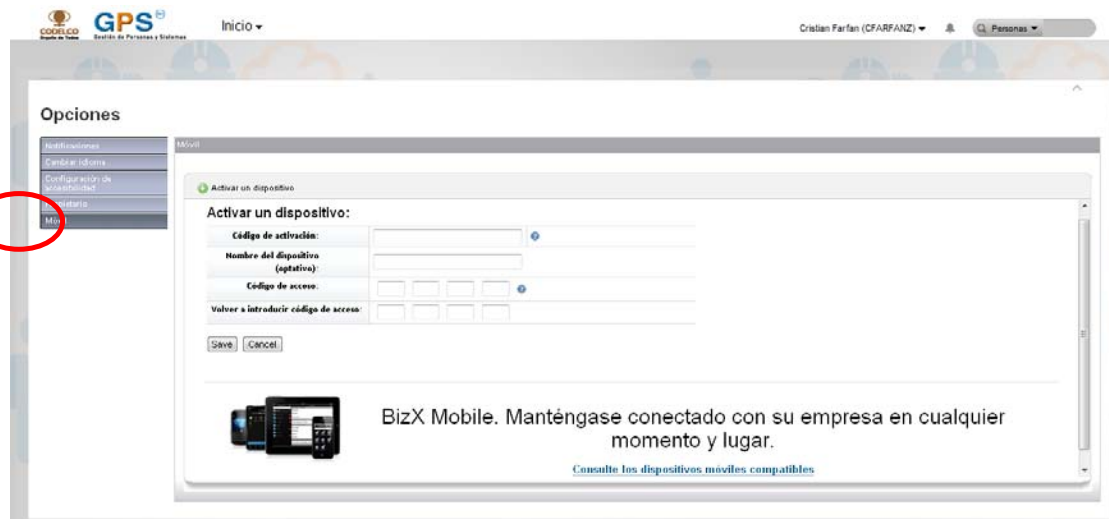 CODELCO
Orgullo de Todos
GPS
Gestión de Personas y Sistemas
Inicio
Cristian Farfan (CFARFANZ)
Personas
Opciones
Notificaciones
Cambiar idioma
Configuración de
accesibilidad
Móvil
Móvil
Activar un dispositivo
Activar un dispositivo:
Código de activación:
Nombre del dispositivo
(optativo):
Código de acceso:
Volver a introducir código de acceso:
Save Cancel
BizX Mobile. Manténgase conectado con su empresa en cualquier
momento y lugar.
Consulte los dispositivos móviles compatibles